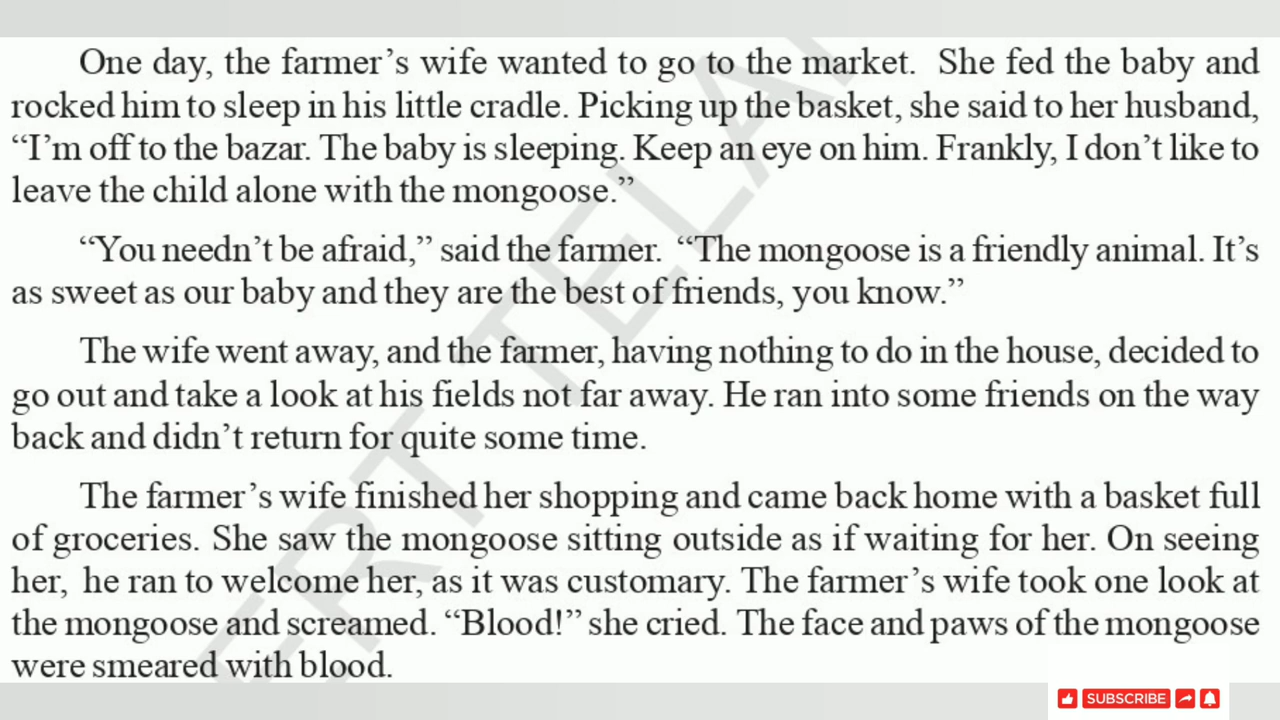 One day, the farmer’s wife wanted to go to the market.  She fed the baby and
rocked him to sleep in his little cradle. Picking up the basket, she said to her husband,
“I’m off to the bazar. The baby is sleeping. Keep an eye on him. Frankly, I don’t like to
leave the child alone with the mongoose.”
“You needn’t be afraid,” said the farmer.  “The mongoose is a friendly animal. It’s
as sweet as our baby and they are the best of friends, you know.”
The wife went away, and the farmer, having nothing to do in the house, decided to
go out and take a look at his fields not far away. He ran into some friends on the way
back and didn’t return for quite some time.
The farmer’s wife finished her shopping and came back home with a basket full
of groceries.  She saw the mongoose sitting outside as if waiting for her. On seeing
her,  he ran to welcome her, as it was customary. The farmer’s wife took one look at
the mongoose and screamed. “Blood!” she cried. The face and paws of the mongoose
were smeared with blood.
ERT TELA
SUBSCRIBE